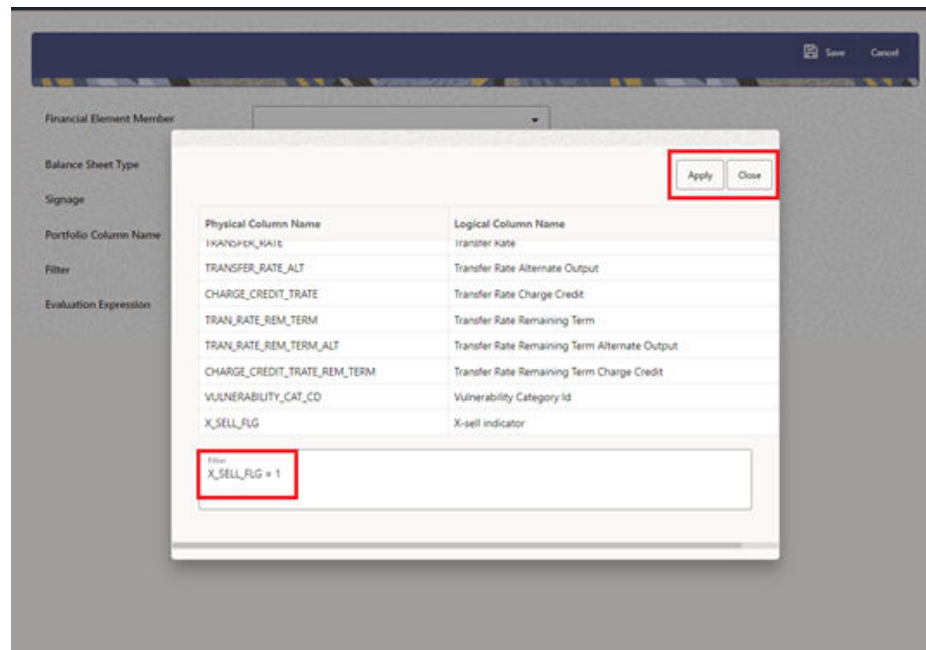 Save Cancel
Financial Element Member
Balance Sheet Type
Signage
Portfolio Column Name
Filter
Evaluation Expression
Apply Close
Physical Column Name Logical Column Name
TRANSFER_RATE Transfer Rate
TRANSFER_RATE_ALT Transfer Rate Alternate Output
CHARGE_CREDIT_TRATE Transfer Rate Charge Credit
TRAN_RATE_REM_TERM Transfer Rate Remaining Term
TRAN_RATE_REM_TERM_ALT Transfer Rate Remaining Term Alternate Output
CHARGE_CREDIT_TRATE_REM_TERM Transfer Rate Remaining Term Charge Credit
VULNERABILITY_CAT_CD Vulnerability Category Id
X_SELL_FLG X-sell indicator
Filter
X_SELL_FLG = 1